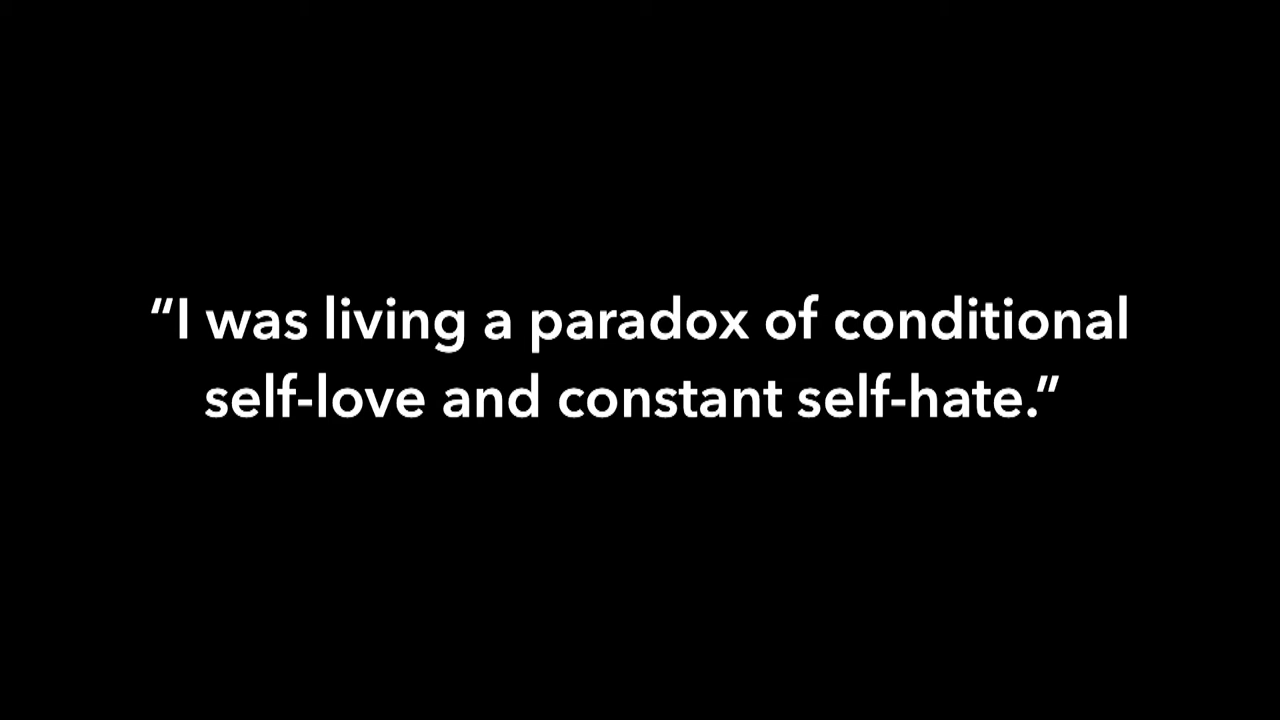 “I was living a paradox of conditional
self-love and constant self-hate.”